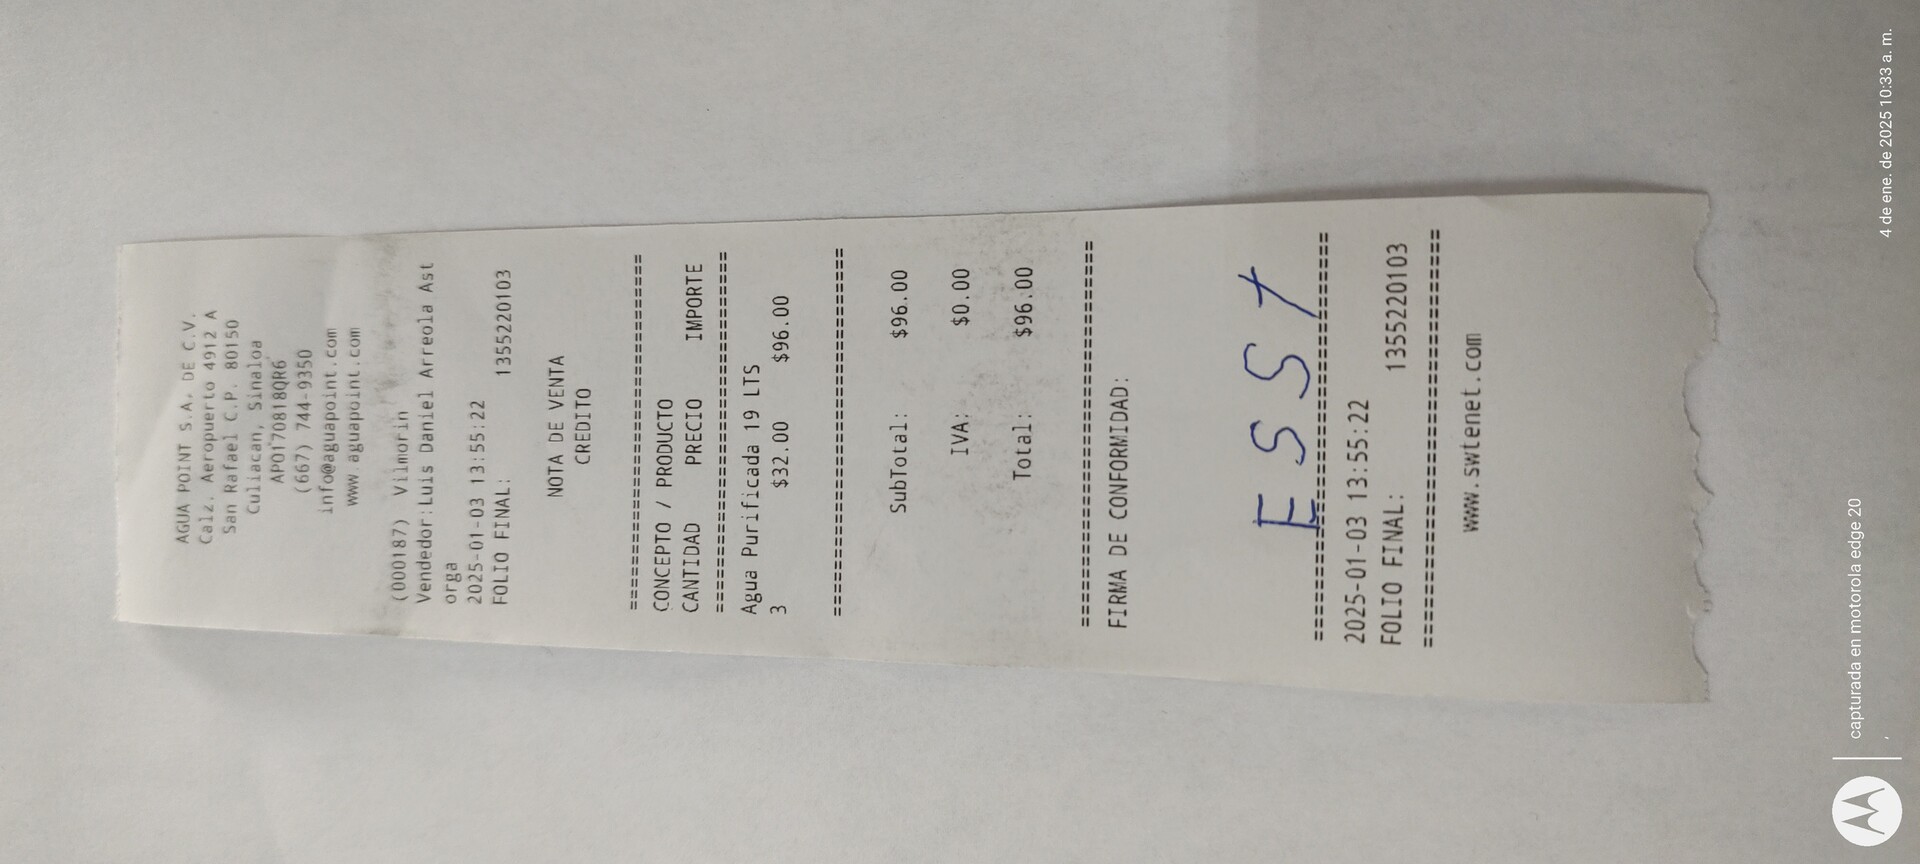 AGUA POINT S.A. DE C.V.
Calz. Aeropuerto 4912 A
San Rafael C.P. 80150
Culiacan, Sinaloa
APO170818QR6
(667) 744-9350
info@aguapoint.com
www.aguapoint.com
(000187) Vilmorin
Vendedor:Luis Daniel Arreola Ast
orga
2025-01-03 13:55:22
FOLIO FINAL: 1355220103
NOTA DE VENTA
CREDITO
================================
CONCEPTO / PRODUCTO
CANTIDAD PRECIO IMPORTE
================================
Agua Purificada 19 LTS
3 $32.00 $96.00
================================
SubTotal: $96.00
IVA: $0.00
Total: $96.00
================================
FIRMA DE CONFORMIDAD:
E S S t
================================
2025-01-03 13:55:22
FOLIO FINAL: 1355220103
================================
www.swtenet.com
capturada en motorola edge 20
,
4 de ene. de 2025 10:33 a. m.